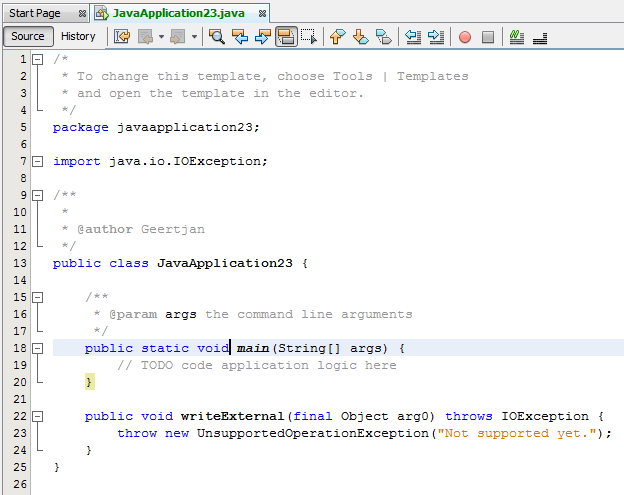 Start Page JavaApplication23.java
Source History
1 /*
2  * To change this template, choose Tools | Templates
3  * and open the template in the editor.
4  */
5 package javaapplication23;
6
7 import java.io.IOException;
8
9 /**
10  *
11  * @author Geertjan
12  */
13 public class JavaApplication23 {
14
15     /**
16      * @param args the command line arguments
17      */
18     public static void main(String[] args) {
19         // TODO code application logic here
20     }
21
22     public void writeExternal(final Object arg0) throws IOException {
23         throw new UnsupportedOperationException("Not supported yet.");
24     }
25 }
26